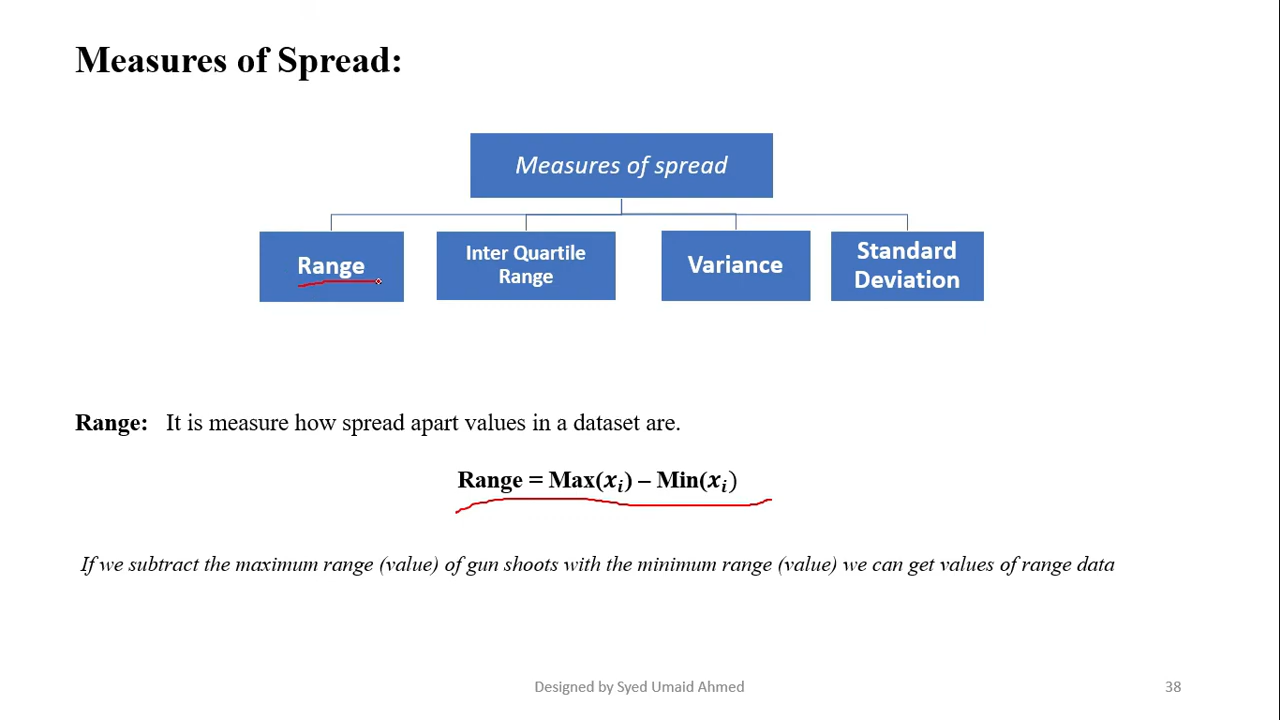 Measures of Spread:
Measures of spread
Range
Inter Quartile
Range
Variance
Standard
Deviation
Range: It is measure how spread apart values in a dataset are.
Range = Max(𝒙ᵢ) – Min(𝒙ᵢ)
If we subtract the maximum range (value) of gun shoots with the minimum range (value) we can get values of range data
Designed by Syed Umaid Ahmed
38